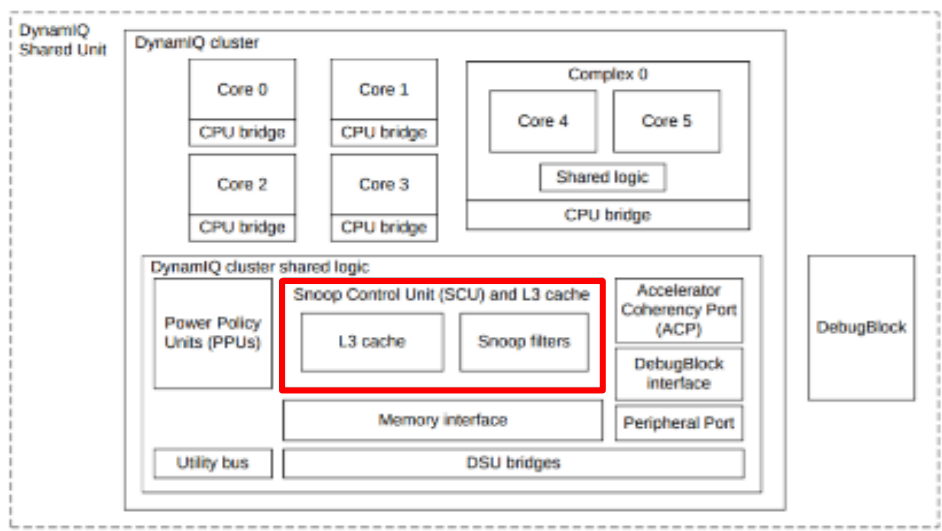 DynamIQ
Shared Unit
DynamIQ cluster
Core 0
CPU bridge
Core 1
CPU bridge
Complex 0
Core 4
Core 5
Shared logic
CPU bridge
Core 2
CPU bridge
Core 3
CPU bridge
DynamIQ cluster shared logic
Power Policy
Units (PPUs)
Snoop Control Unit (SCU) and L3 cache
L3 cache
Snoop filters
Accelerator
Coherency Port
(ACP)
DebugBlock
interface
Memory interface
Peripheral Port
Utility bus
DSU bridges
DebugBlock